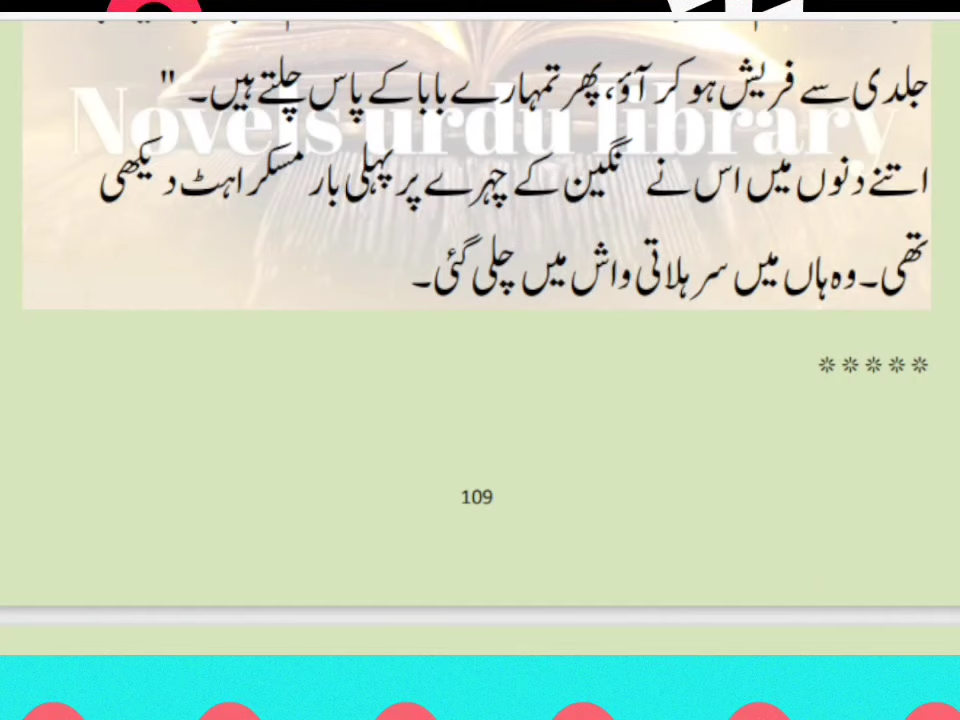 جلدی سے فریش ہو کر آؤ، پھر تمہارے بابا کے پاس چلتے ہیں۔"
Novels urdu library
اتنے دنوں میں اس نے نگین کے چہرے پر پہلی بار مسکراہٹ دیکھی
تھی۔ وہ ہاں میں سر ہلاتی واش میں چلی گئی۔
*****
109